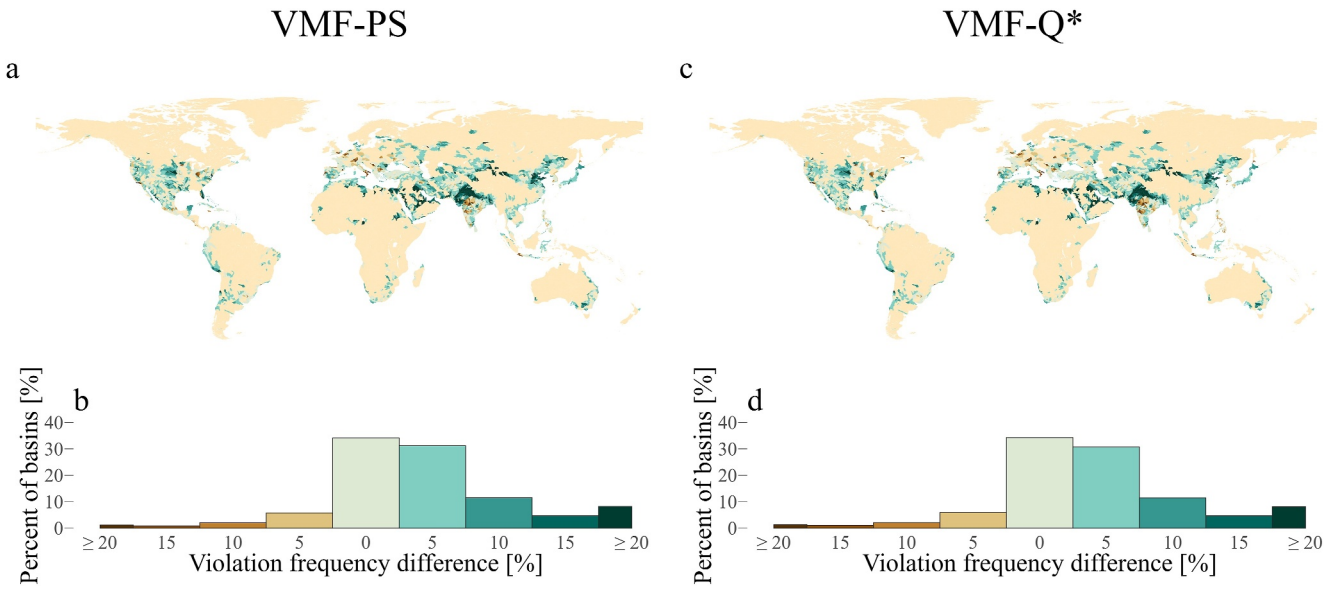 VMF-PS
VMF-Q*
a
c
b
Percent of basins [%]
40
30
20
10
0
≥ 20 15 10 5 0 5 10 15 ≥ 20
Violation frequency difference [%]
d
Percent of basins [%]
40
30
20
10
0
≥ 20 15 10 5 0 5 10 15 ≥ 20
Violation frequency difference [%]